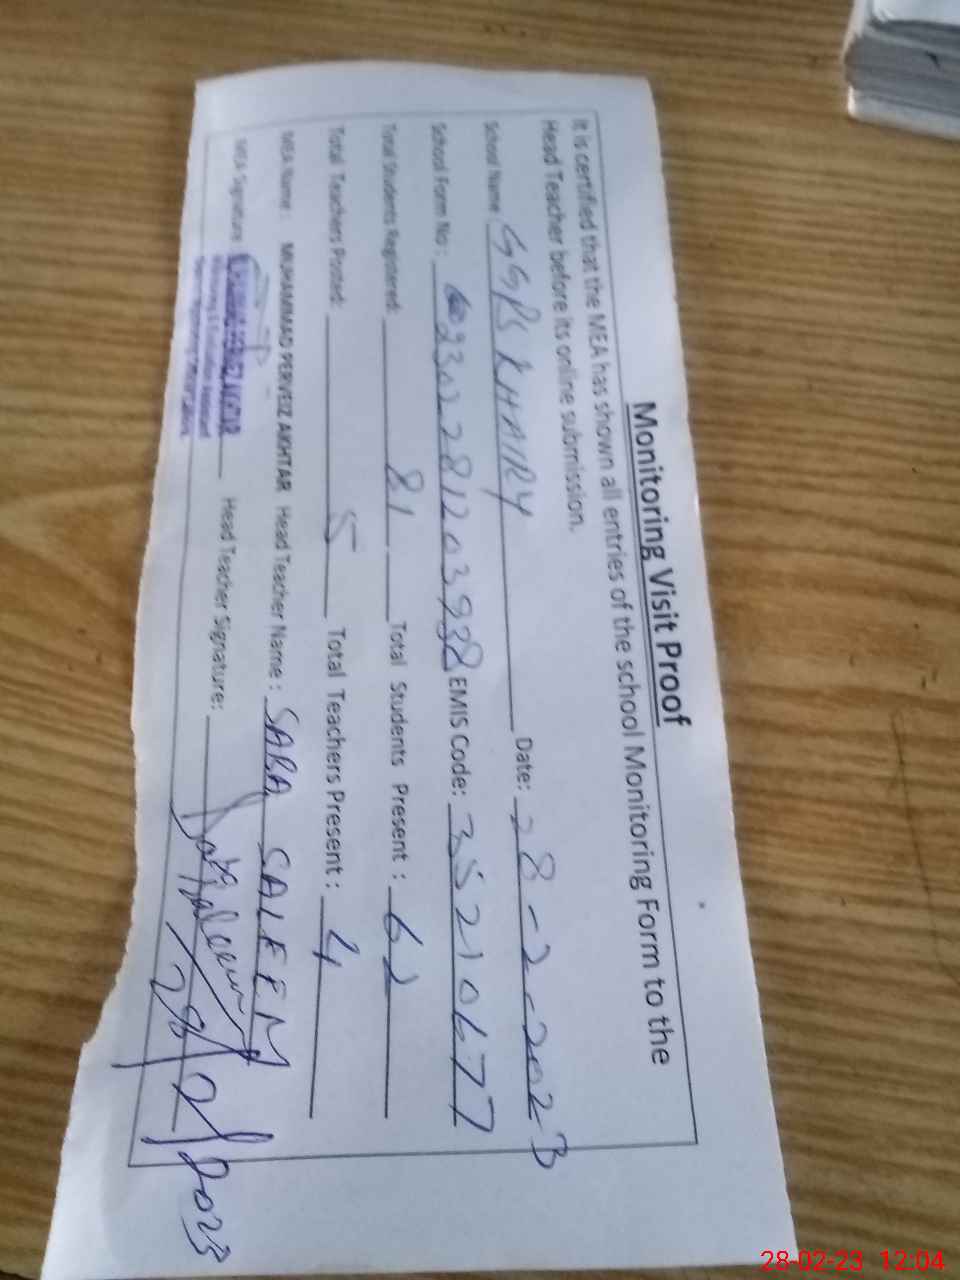 Monitoring Visit Proof
It is certified that the MEA has shown all entries of the school Monitoring Form to the
Head Teacher before its online submission.
School Name GGPS KHAIRY Date: 28-2-2023
School Form No: EMIS Code: 35210677
Total Students Registered: 81 Total Students Present: 62
Total Teachers Posted: 5 Total Teachers Present: 4
MEA Name: MUHAMMAD PERVEIZ AKHTAR Head Teacher Name: SABA SALEEM
MEA Signature Head Teacher Signature: Saba Saleem
28/2/2023
28-02-23 12:04